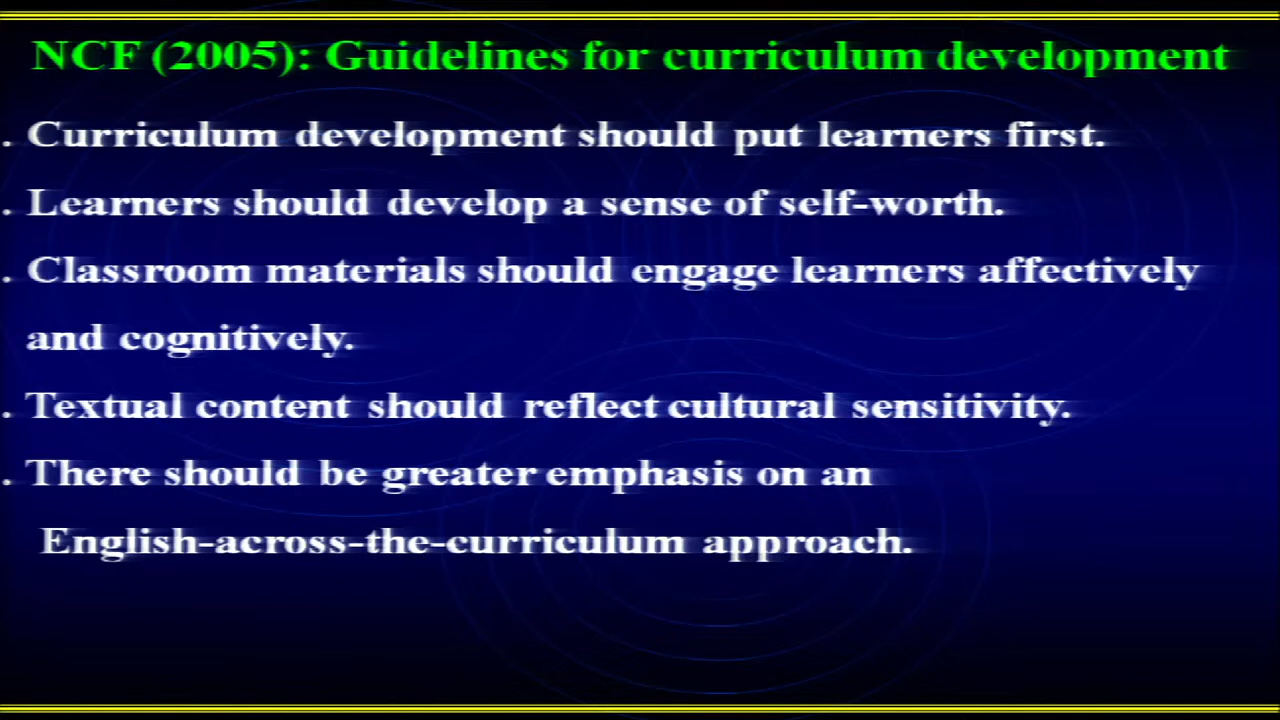 NCF (2005): Guidelines for curriculum development
. Curriculum development should put learners first.
. Learners should develop a sense of self-worth.
. Classroom materials should engage learners affectively
and cognitively.
. Textual content should reflect cultural sensitivity.
. There should be greater emphasis on an
English-across-the-curriculum approach.